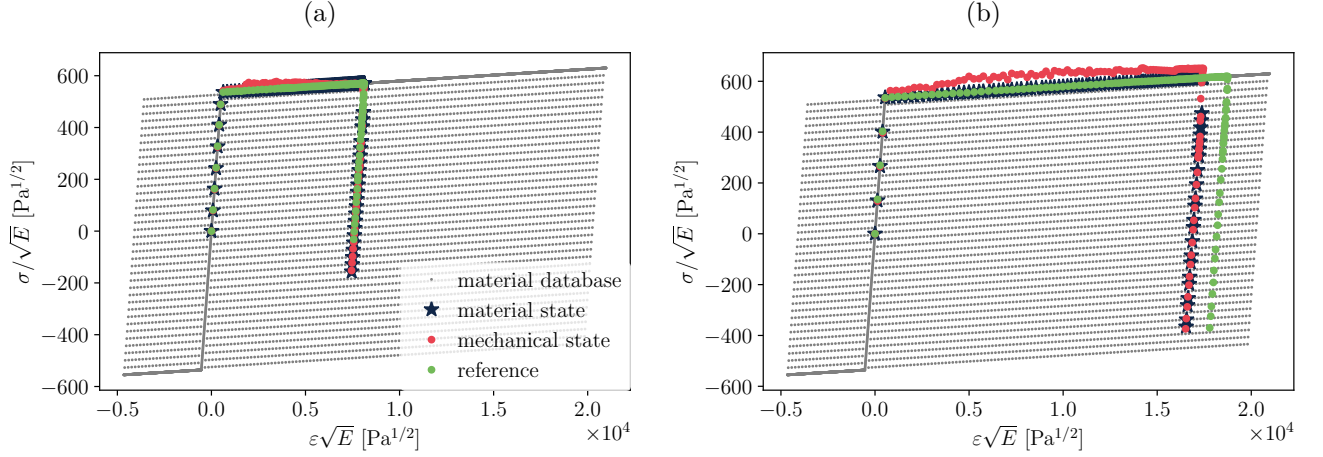 (a)
(b)
600
400
200
0
−200
−400
−600
σ/√E [Pa^{1/2}]
−0.5
0.0
0.5
1.0
1.5
2.0
×10^4
ε√E [Pa^{1/2}]
material database
material state
mechanical state
reference
600
400
200
0
−200
−400
−600
σ/√E [Pa^{1/2}]
−0.5
0.0
0.5
1.0
1.5
2.0
×10^4
ε√E [Pa^{1/2}]